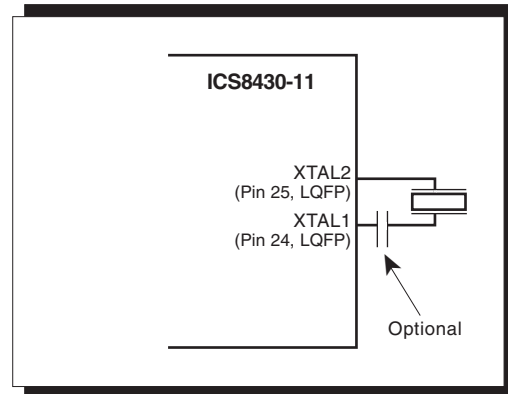 ICS8430-11
XTAL2
(Pin 25, LQFP)
XTAL1
(Pin 24, LQFP)
Optional